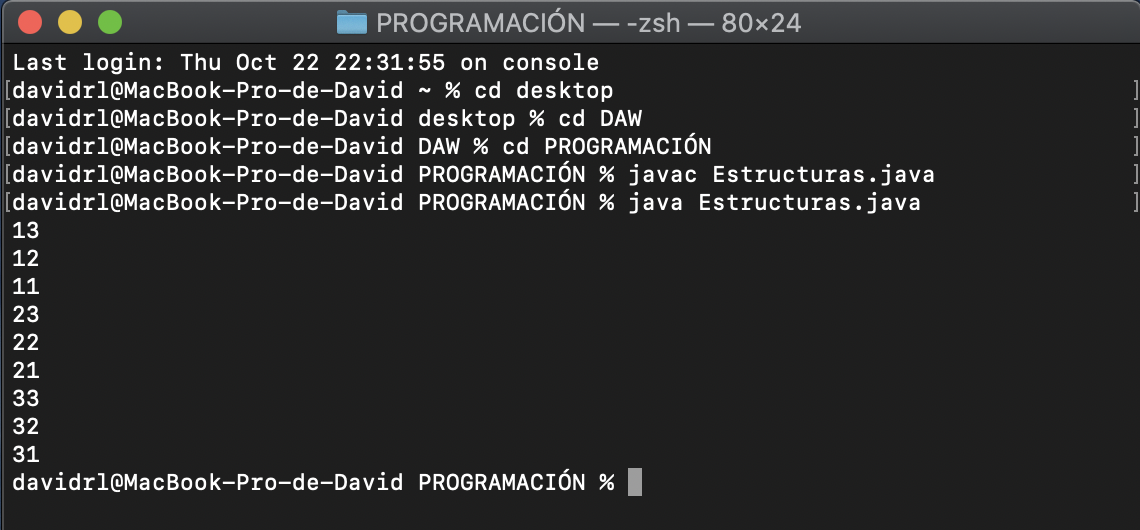 PROGRAMACIÓN — -zsh — 80×24
Last login: Thu Oct 22 22:31:55 on console
[davidrl@MacBook-Pro-de-David ~ % cd desktop ]
[davidrl@MacBook-Pro-de-David desktop % cd DAW ]
[davidrl@MacBook-Pro-de-David DAW % cd PROGRAMACIÓN ]
[davidrl@MacBook-Pro-de-David PROGRAMACIÓN % javac Estructuras.java ]
[davidrl@MacBook-Pro-de-David PROGRAMACIÓN % java Estructuras.java ]
13
12
11
23
22
21
33
32
31
davidrl@MacBook-Pro-de-David PROGRAMACIÓN %